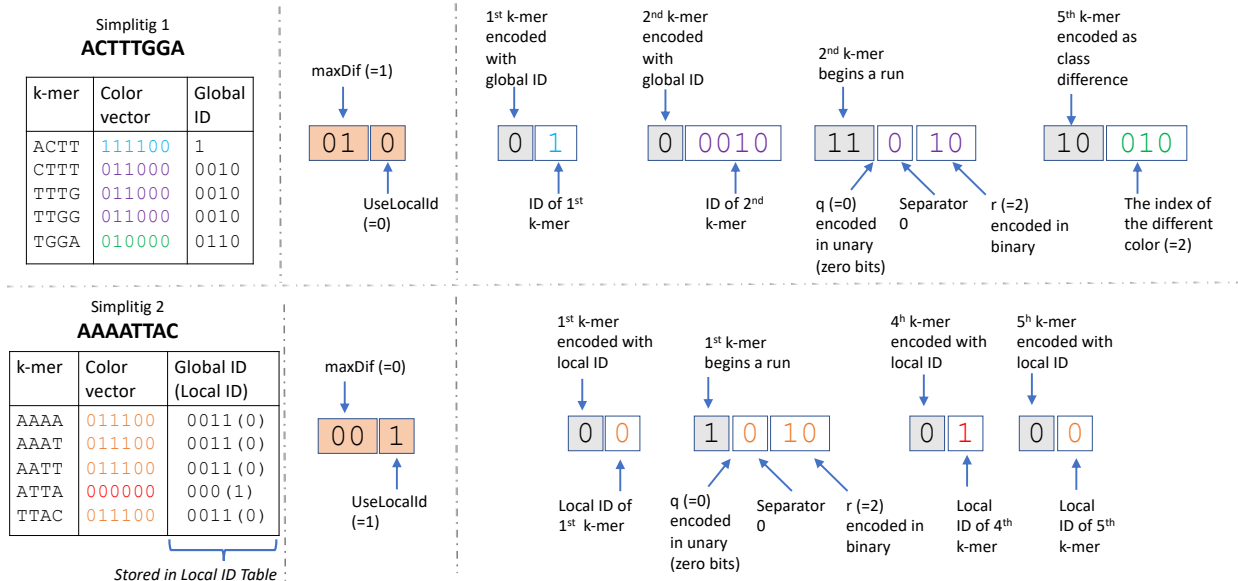 Simplitig 1
ACTTTGGA
k-mer Color vector Global ID
ACTT 111100 1
CTTT 011000 0010
TTTG 011000 0010
TTGG 011000 0010
TGGA 010000 0110
maxDif (=1)
01 0
UseLocalId
(=0)
1st k-mer
encoded
with
global ID
0 1
ID of 1st
k-mer
2nd k-mer
encoded
with
global ID
0 0010
ID of 2nd
k-mer
2nd k-mer
begins a run
11 0 10
q (=0)
encoded
in unary
(zero bits)
Separator
0
r (=2)
encoded in
binary
5th k-mer
encoded as
class
difference
10 010
The index of
the different
color (=2)
Simplitig 2
AAAATTAC
k-mer Color vector Global ID (Local ID)
AAAA 011100 0011(0)
AAAT 011100 0011(0)
AATT 011100 0011(0)
ATTA 000000 000(1)
TTAC 011100 0011(0)
Stored in Local ID Table
maxDif (=0)
00 1
UseLocalId
(=1)
1st k-mer
encoded with
local ID
0 0
Local ID of
1st k-mer
1st k-mer
begins a run
1 0 10
q (=0)
encoded
in unary
(zero bits)
Separator
0
r (=2)
encoded in
binary
4h k-mer
encoded with
local ID
0 1
Local
ID of 4th
k-mer
5h k-mer
encoded with
local ID
0 0
Local
ID of 5th
k-mer